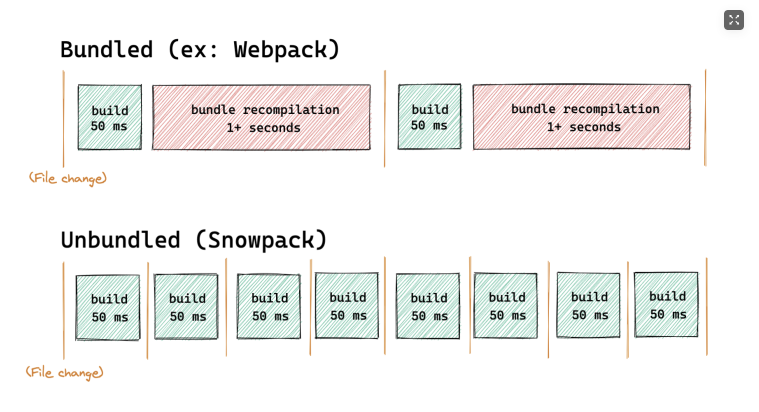 Bundled (ex: Webpack)
build
50 ms
bundle recompilation
1+ seconds
build
50 ms
bundle recompilation
1+ seconds
(File change)
Unbundled (Snowpack)
build
50 ms
build
50 ms
build
50 ms
build
50 ms
build
50 ms
build
50 ms
build
50 ms
build
50 ms
(File change)